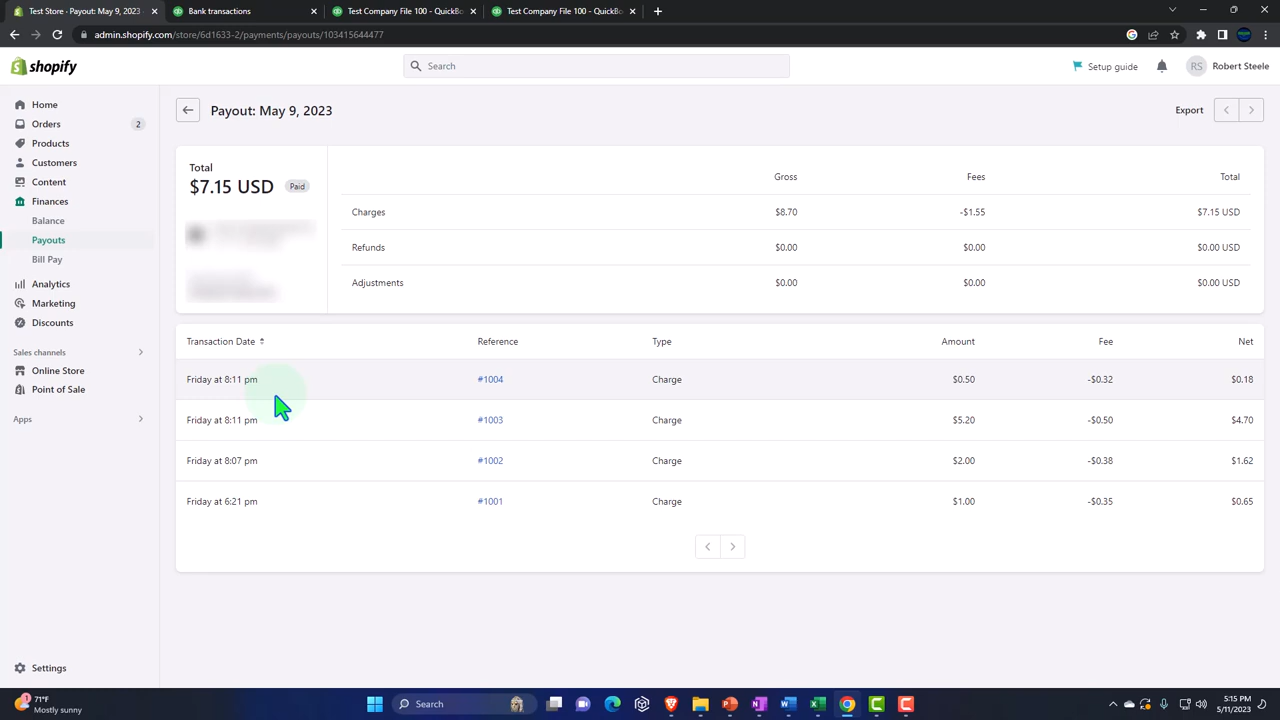 Test Store - Payout: May 9, 2023
Bank transactions
Test Company File 100 - QuickBo
Test Company File 100 - QuickBo
admin.shopify.com/store/6d1633-2/payments/payouts/103415644477
shopify
Search
Setup guide
RS
Robert Steele
Home
Orders 2
Products
Customers
Content
Finances
Balance
Payouts
Bill Pay
Analytics
Marketing
Discounts
Sales channels
Online Store
Point of Sale
Apps
Settings
Payout: May 9, 2023
Export
Total
$7.15 USD Paid
Gross Fees Total
Charges $8.70 -$1.55 $7.15 USD
Refunds $0.00 $0.00 $0.00 USD
Adjustments $0.00 $0.00 $0.00 USD
Transaction Date Reference Type Amount Fee Net
Friday at 8:11 pm #1004 Charge $0.50 -$0.32 $0.18
Friday at 8:11 pm #1003 Charge $5.20 -$0.50 $4.70
Friday at 8:07 pm #1002 Charge $2.00 -$0.38 $1.62
Friday at 6:21 pm #1001 Charge $1.00 -$0.35 $0.65
1
71°F
Mostly sunny
Search
5:15 PM
5/11/2023